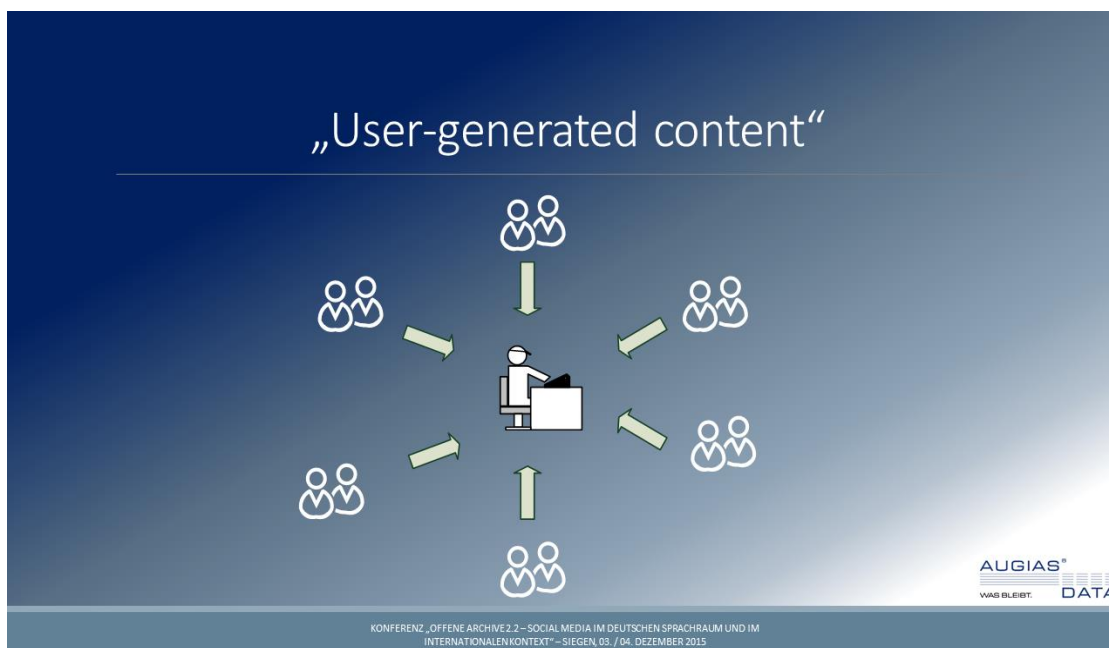 „User-generated content“
AUGIAS®
WAS BLEIBT. DATA
KONFERENZ „OFFENE ARCHIVE 2.2 – SOCIAL MEDIA IM DEUTSCHEN SPRACHRAUM UND IM
INTERNATIONALEN KONTEXT“ – SIEGEN, 03. / 04. DEZEMBER 2015